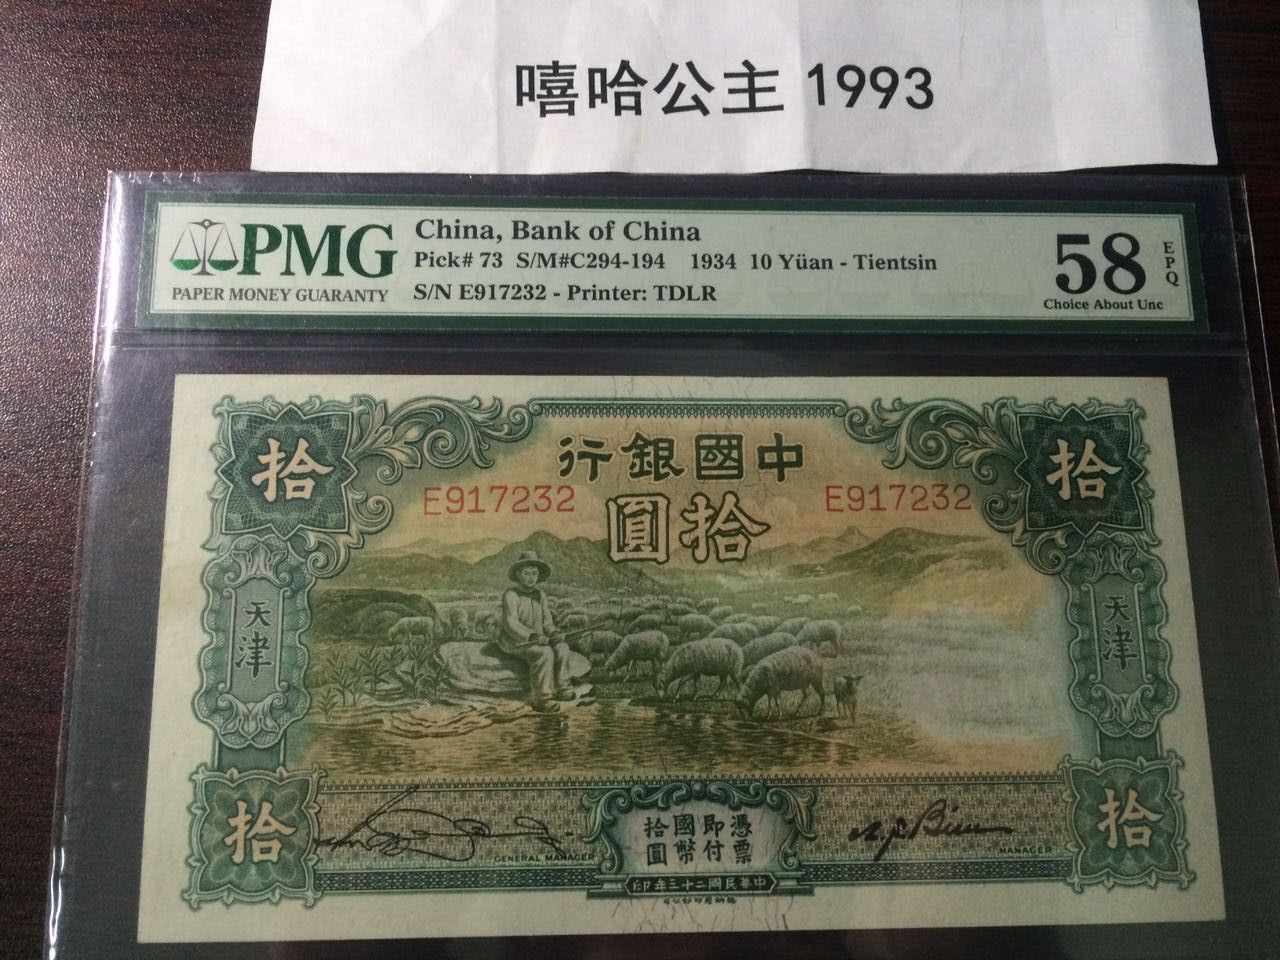 嘻哈公主 1993
PMG
PAPER MONEY GUARANTY
China, Bank of China
Pick# 73 S/M#C294-194 1934 10 Yüan - Tientsin
S/N E917232 - Printer: TDLR
58
EPQ
Choice About Unc
拾
行銀國中
拾
E917232
圓拾
E917232
天津
天津
拾
GENERAL MANAGER
憑票
即付
國幣
拾圓
MANAGER
拾
印年三十二國民華中